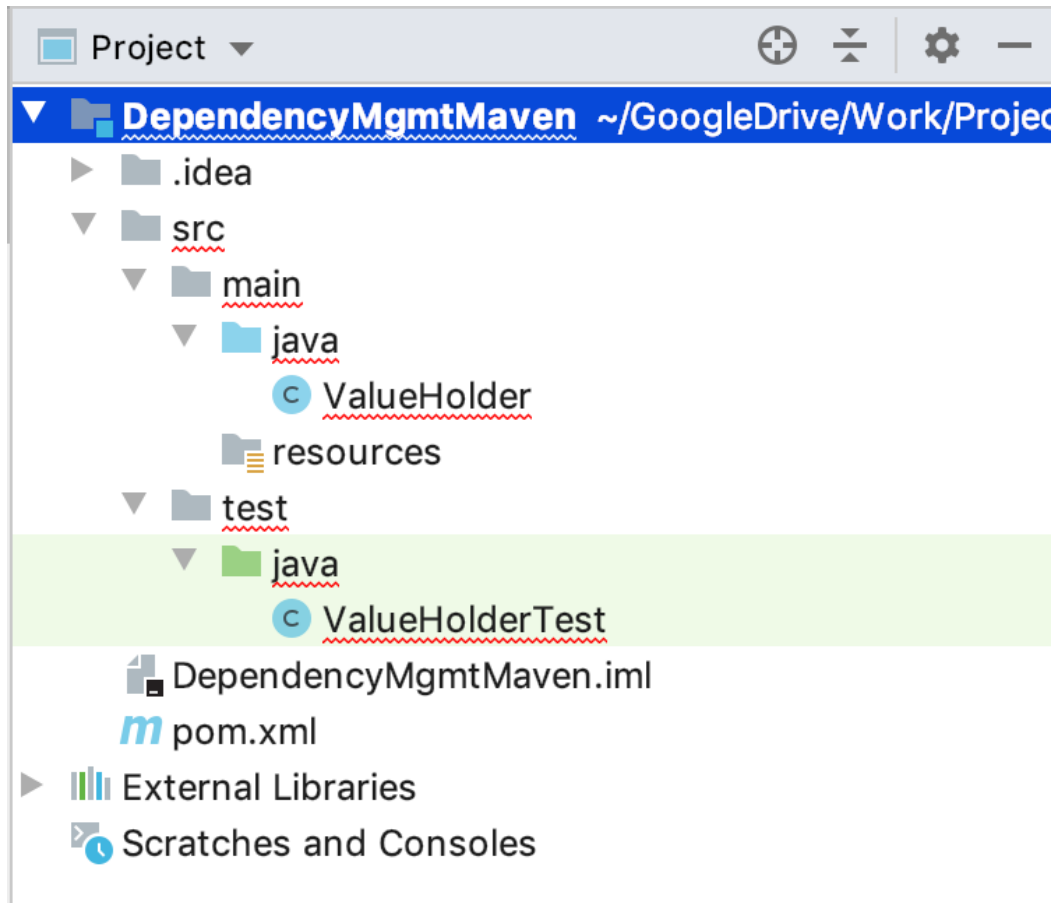 Project
DependencyMgmtMaven ~/GoogleDrive/Work/Projec
.idea
src
main
java
C ValueHolder
resources
test
java
C ValueHolderTest
DependencyMgmtMaven.iml
m pom.xml
External Libraries
Scratches and Consoles